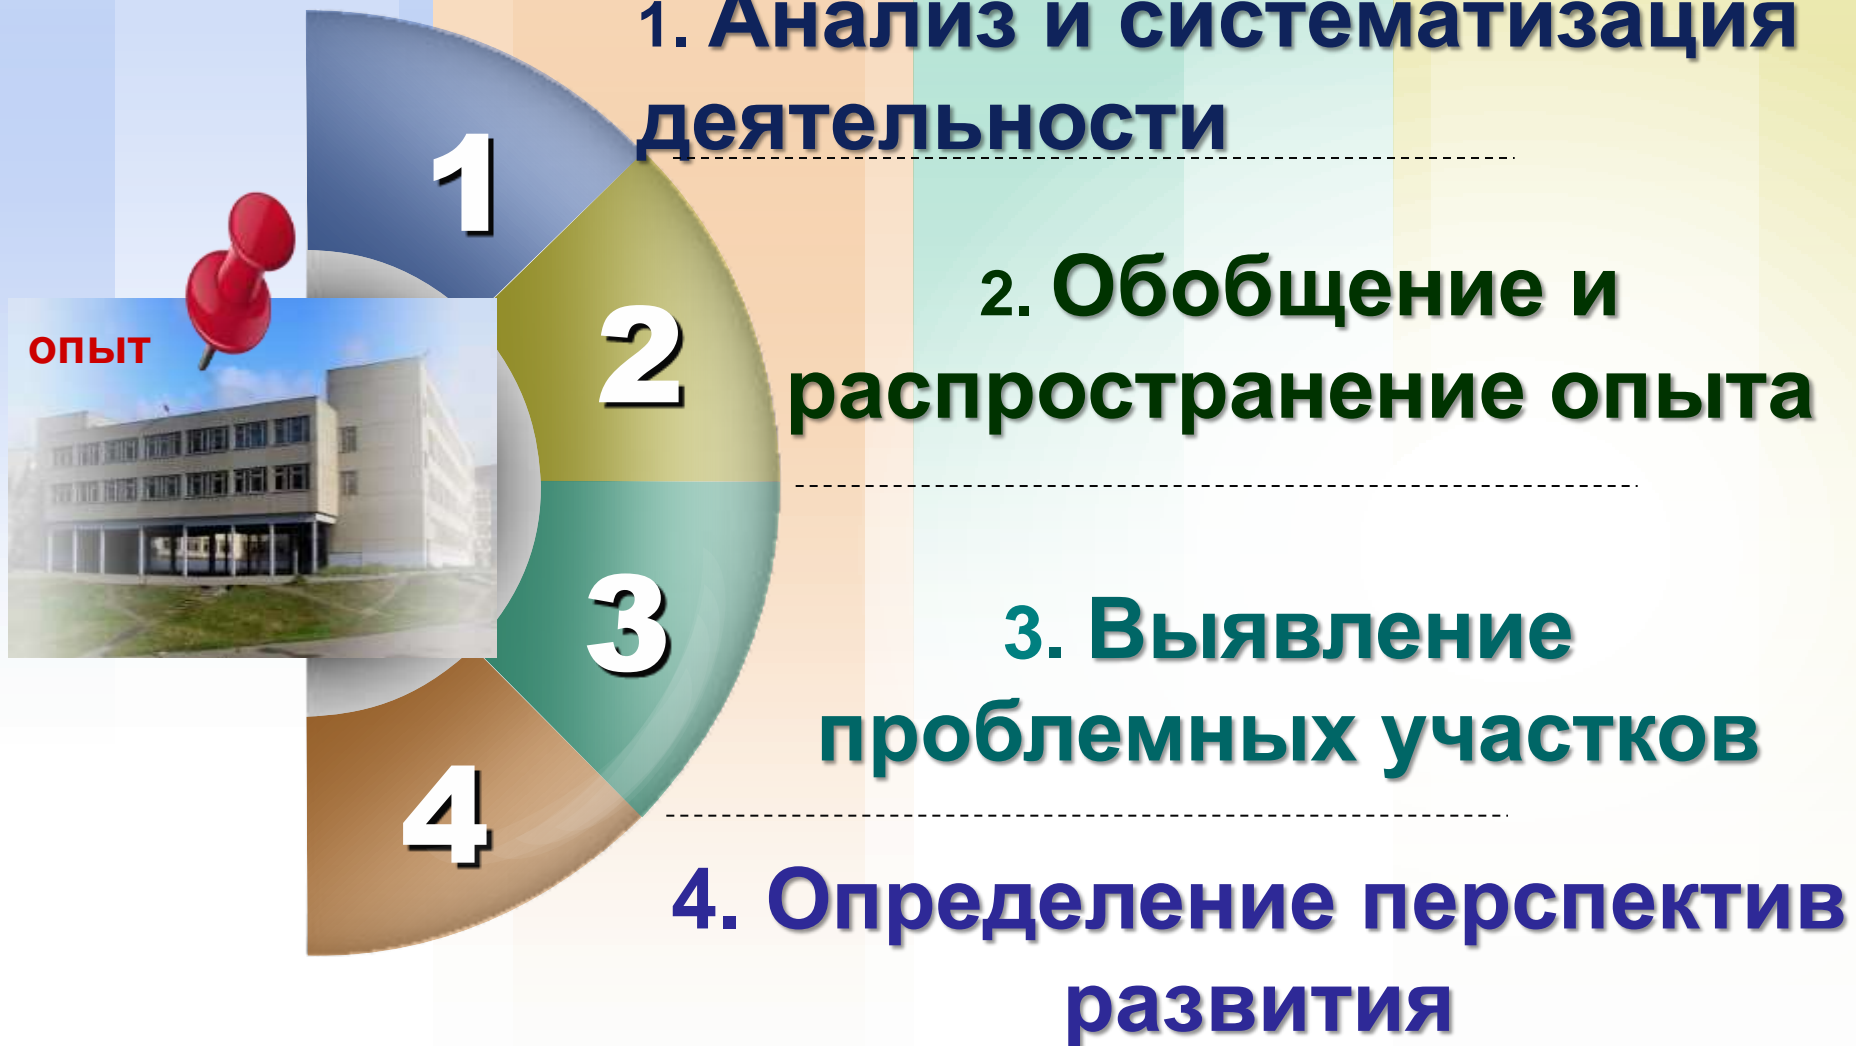 1. Анализ и систематизация
деятельности
1
опыт
2
2. Обобщение и
распространение опыта
3
3. Выявление
проблемных участков
4
4. Определение перспектив
развития